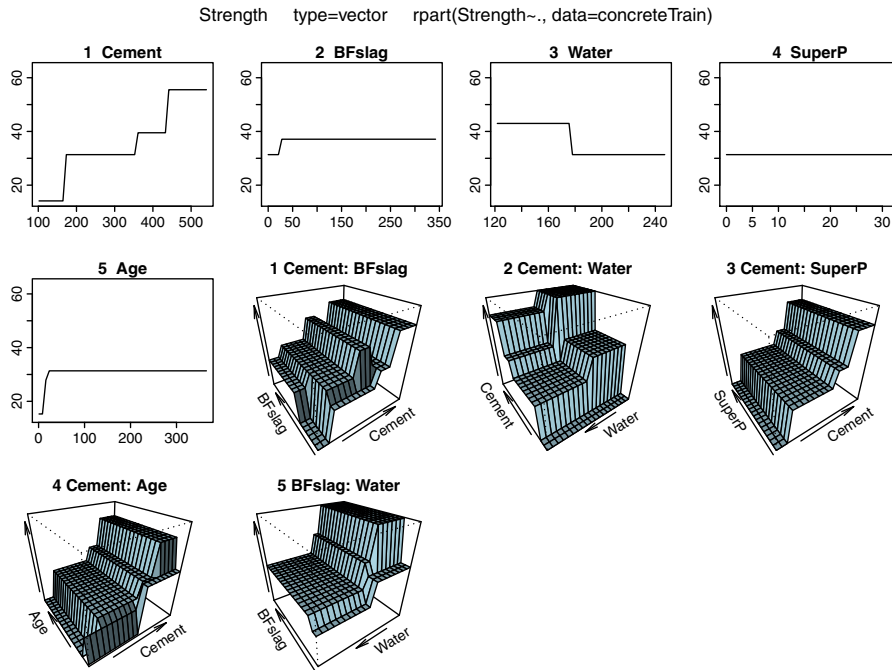 Strength type=vector rpart(Strength~., data=concreteTrain)
1 Cement
2 BFslag
3 Water
4 SuperP
20 40 60
100 200 300 400 500
20 40 60
0 50 150 250 350
20 40 60
120 160 200 240
20 40 60
0 5 10 20 30
5 Age
1 Cement: BFslag
2 Cement: Water
3 Cement: SuperP
20 40 60
0 100 200 300
BFslag
Cement
Cement
Water
SuperP
Cement
4 Cement: Age
5 BFslag: Water
Age
Cement
BFslag
Water